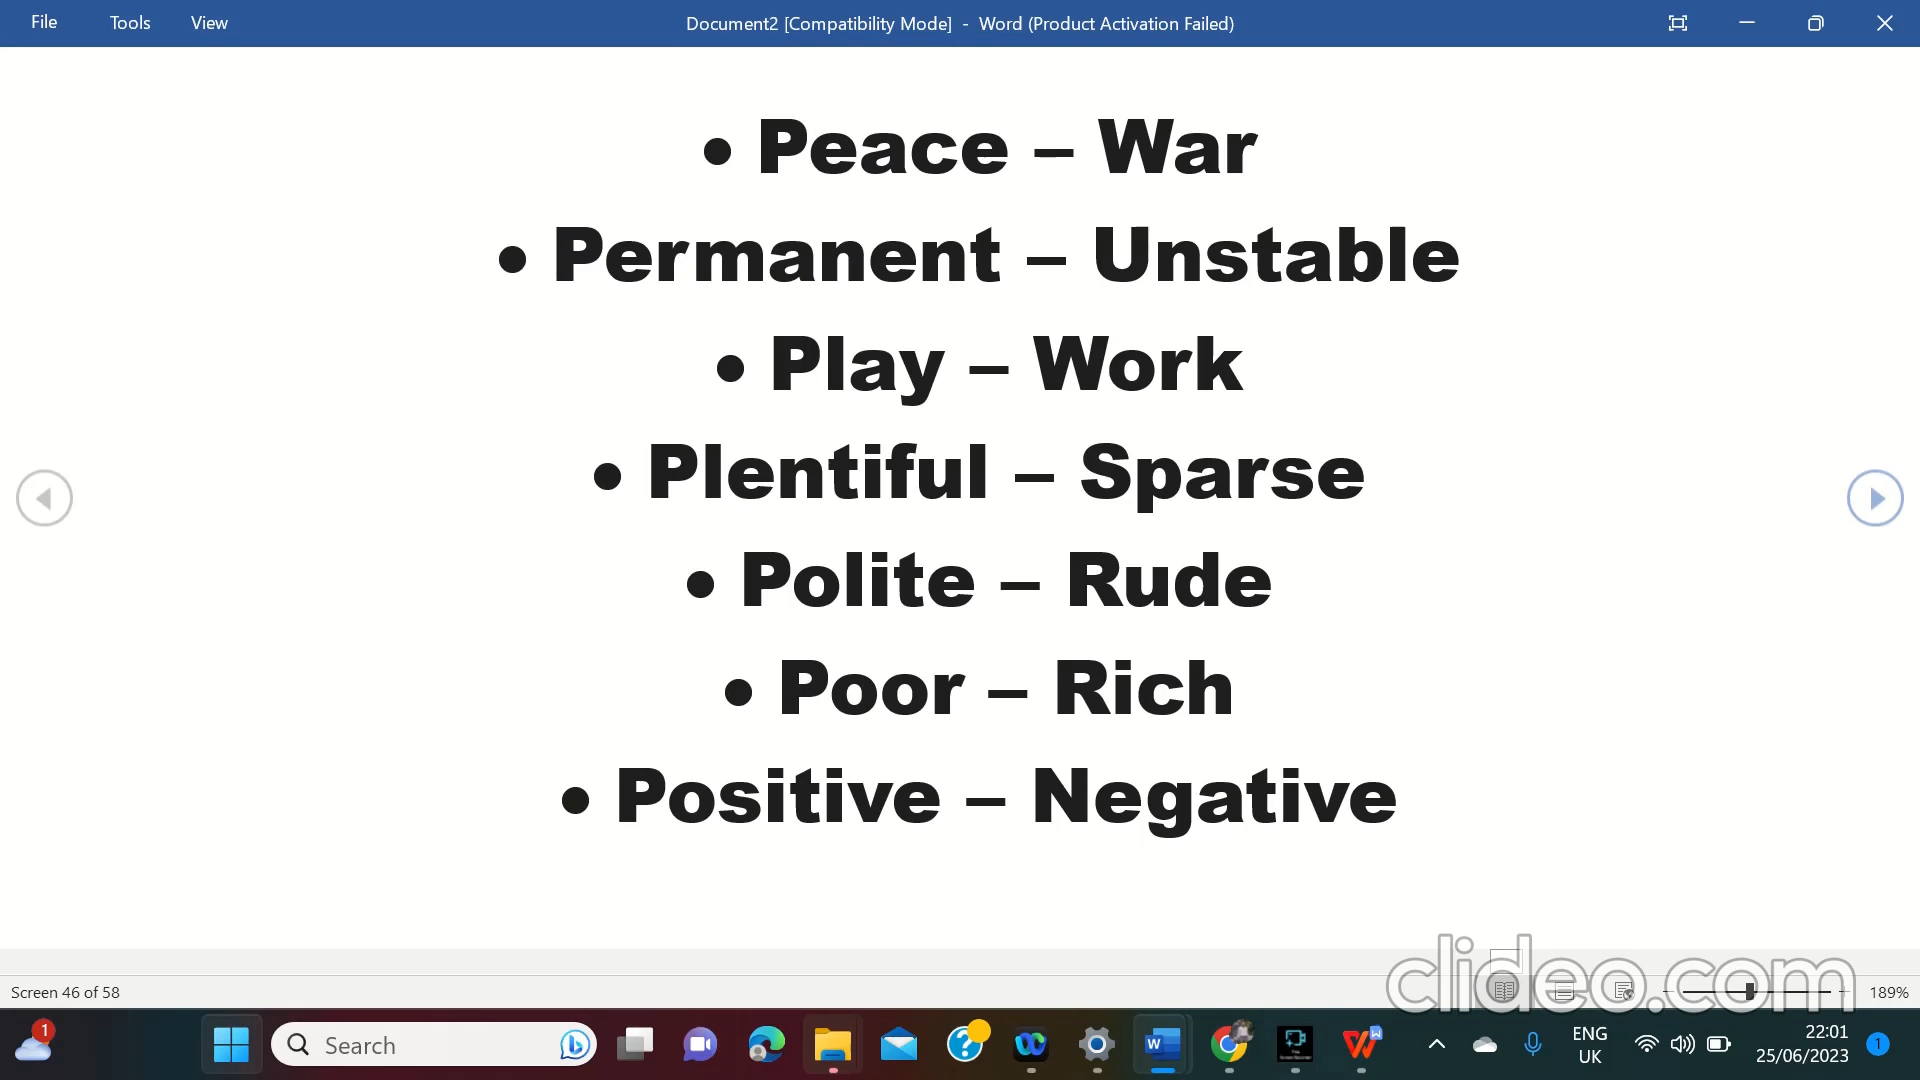 File Tools View Document2 [Compatibility Mode] - Word (Product Activation Failed)
• Peace – War
• Permanent – Unstable
• Play – Work
• Plentiful – Sparse
• Polite – Rude
• Poor – Rich
• Positive – Negative
clideo.com
Screen 46 of 58 189%
1 Search ENG 22:01
UK 25/06/2023 1